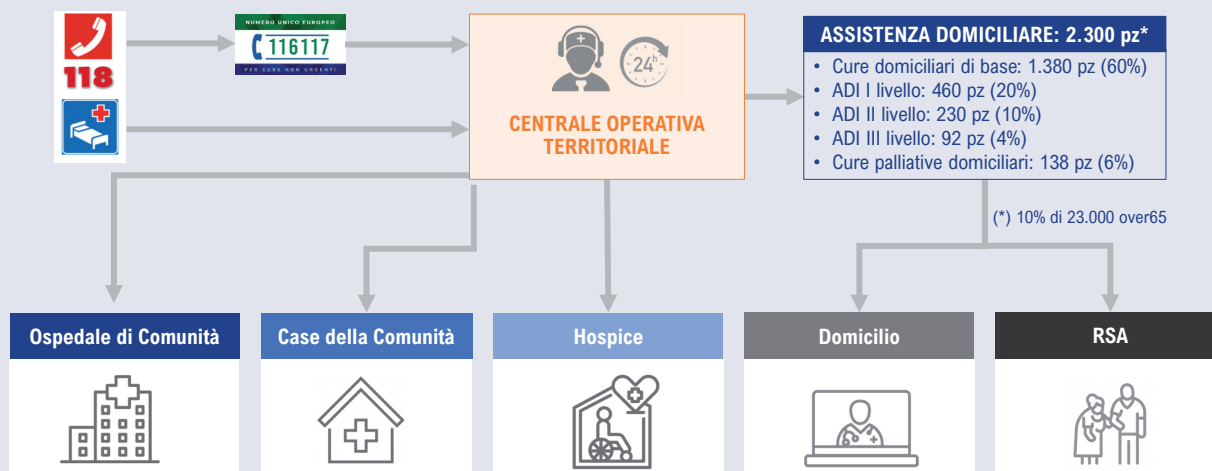 118
NUMERO UNICO EUROPEO
116117
PER CURE NON URGENTI
24h
CENTRALE OPERATIVA
TERRITORIALE
ASSISTENZA DOMICILIARE: 2.300 pz*
• Cure domiciliari di base: 1.380 pz (60%)
• ADI I livello: 460 pz (20%)
• ADI II livello: 230 pz (10%)
• ADI III livello: 92 pz (4%)
• Cure palliative domiciliari: 138 pz (6%)
(*) 10% di 23.000 over65
Ospedale di Comunità
Case della Comunità
Hospice
Domicilio
RSA